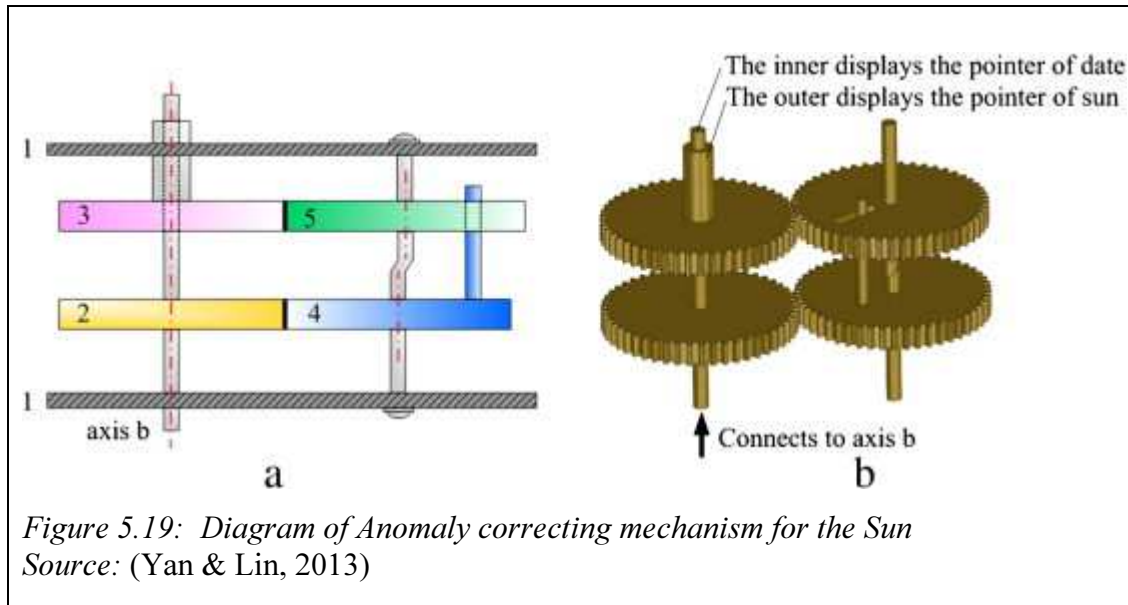 The inner displays the pointer of date
The outer displays the pointer of sun
1
3
5
2
4
1
axis b
Connects to axis b
a
b
Figure 5.19: Diagram of Anomaly correcting mechanism for the Sun
Source: (Yan & Lin, 2013)